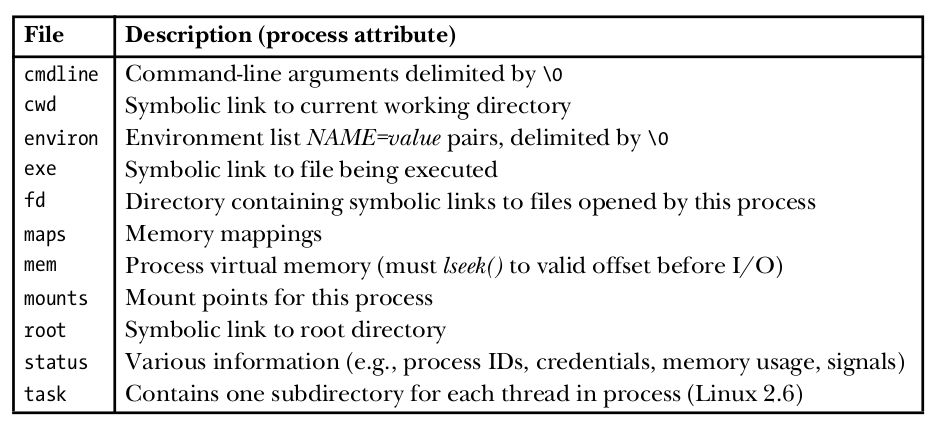 File Description (process attribute)
cmdline Command-line arguments delimited by \0
cwd Symbolic link to current working directory
environ Environment list NAME=value pairs, delimited by \0
exe Symbolic link to file being executed
fd Directory containing symbolic links to files opened by this process
maps Memory mappings
mem Process virtual memory (must lseek() to valid offset before I/O)
mounts Mount points for this process
root Symbolic link to root directory
status Various information (e.g., process IDs, credentials, memory usage, signals)
task Contains one subdirectory for each thread in process (Linux 2.6)